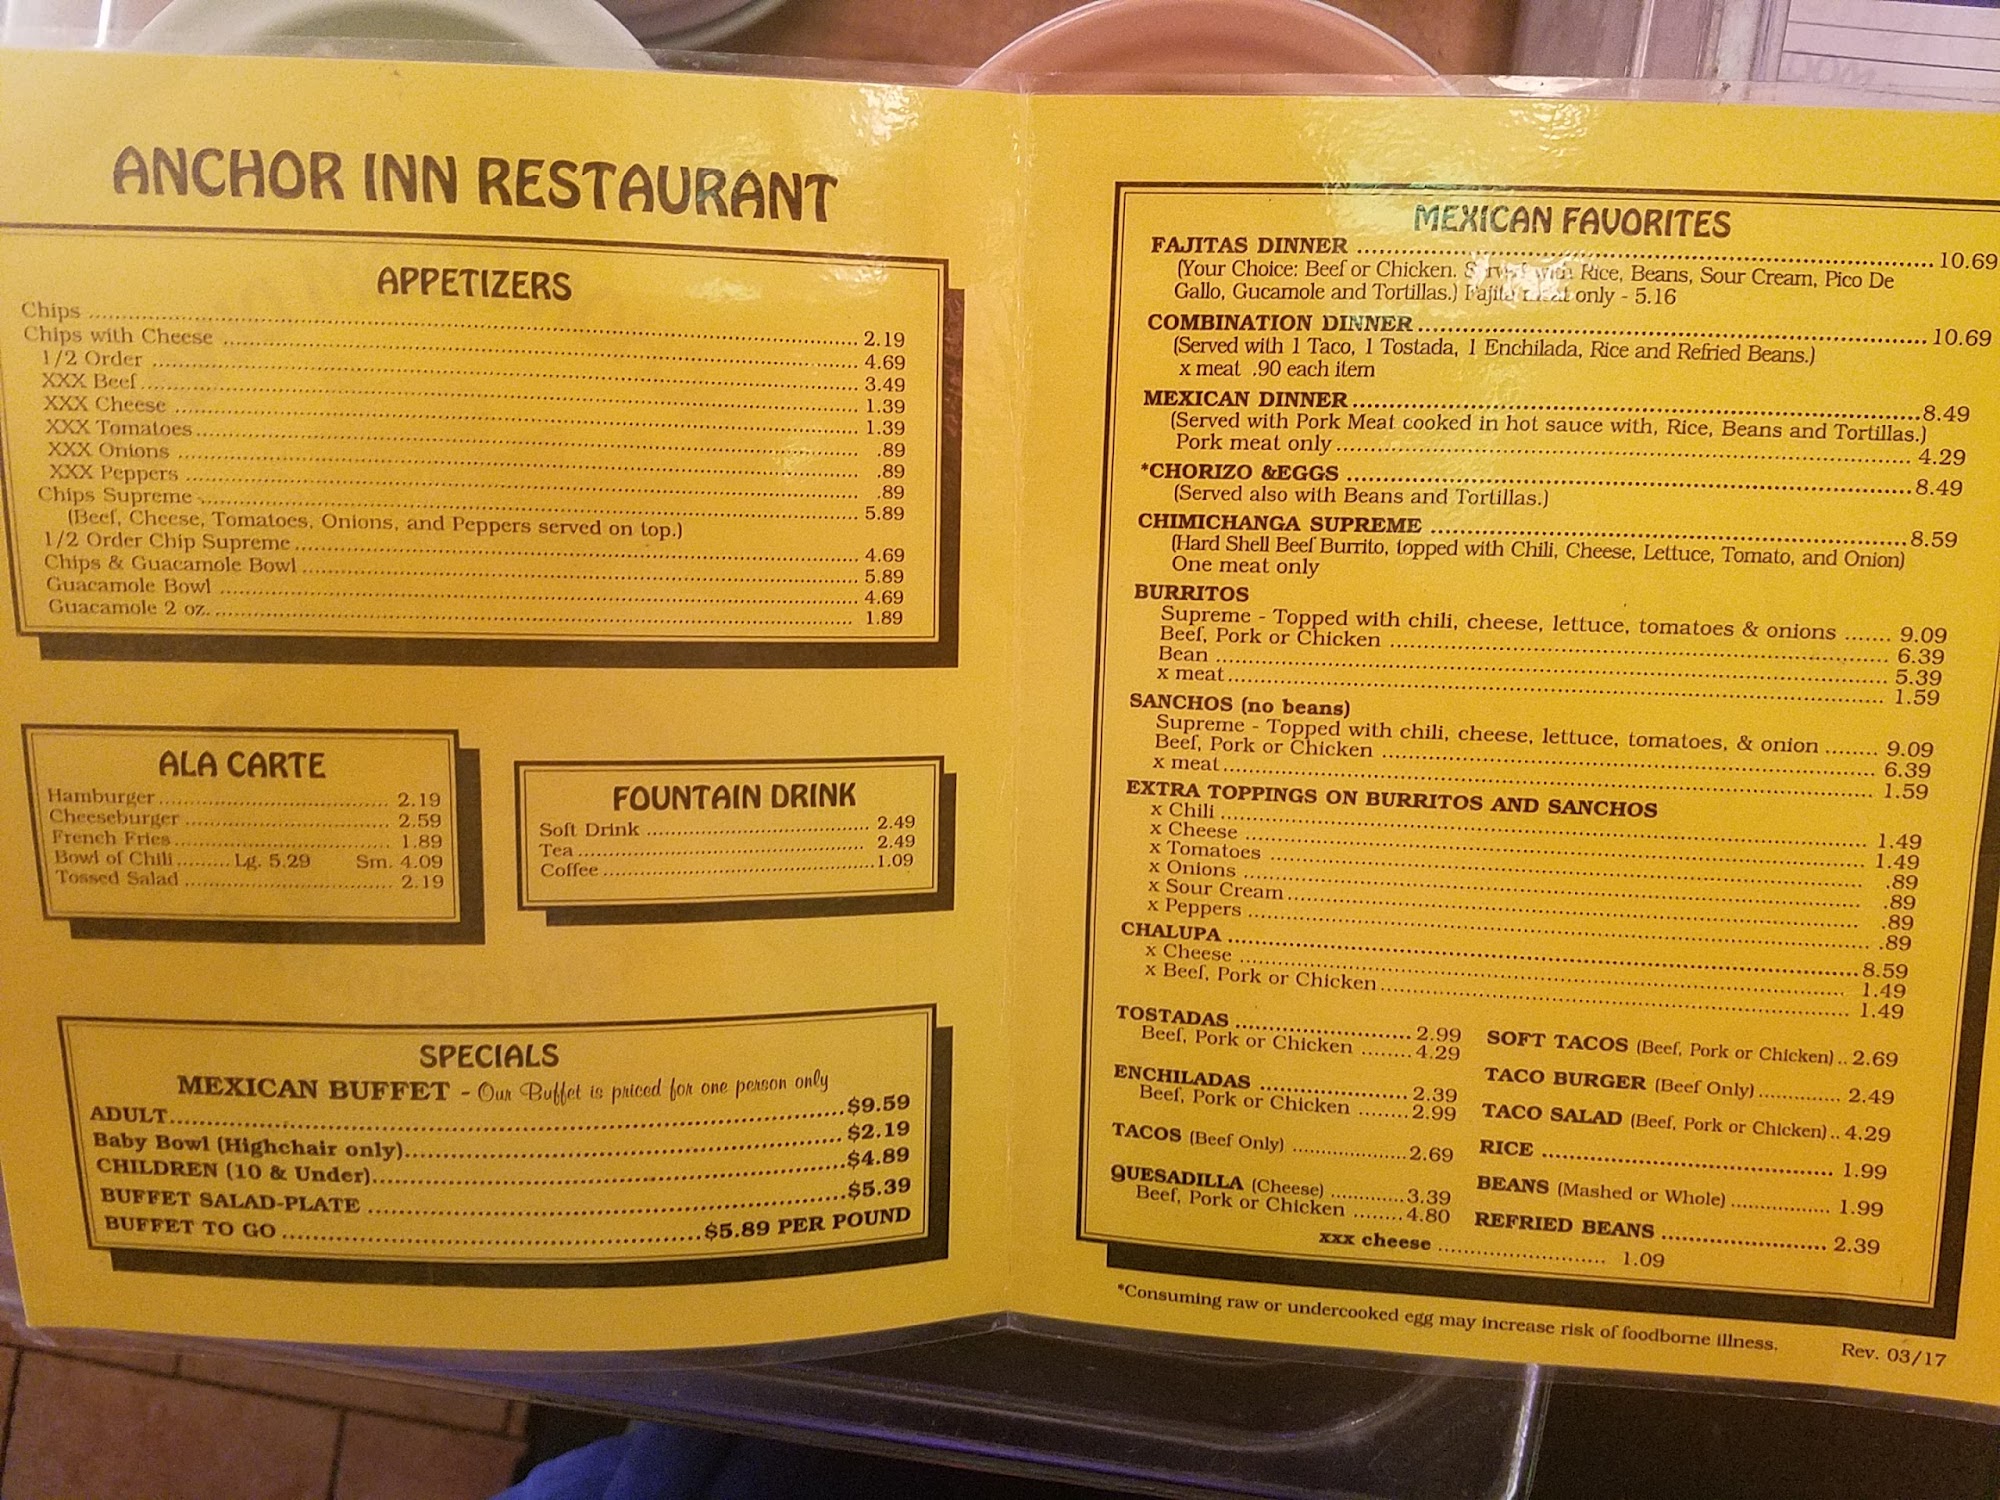 ANCHOR INN RESTAURANT
APPETIZERS
Chips ........ 2.19
Chips with Cheese ........ 4.69
1/2 Order ........ 3.49
XXX Beef ........ 1.39
XXX Cheese ........ 1.39
XXX Tomatoes ........ .89
XXX Onions ........ .89
XXX Peppers ........ .89
Chips Supreme ........ 5.89
(Beef, Cheese, Tomatoes, Onions, and Peppers served on top.)
1/2 Order Chip Supreme ........ 4.69
Chips & Guacamole Bowl ........ 5.89
Guacamole Bowl ........ 4.69
Guacamole 2 oz. ........ 1.89
ALA CARTE
Hamburger ........ 2.19
Cheeseburger ........ 2.59
French Fries ........ 1.89
Bowl of Chili ........ Lg. 5.29 Sm. 4.09
Tossed Salad ........ 2.19
FOUNTAIN DRINK
Soft Drink ........ 2.49
Tea ........ 2.49
Coffee ........ 1.09
SPECIALS
MEXICAN BUFFET - Our Buffet is priced for one person only
ADULT ........ $9.59
Baby Bowl (Highchair only) ........ $2.19
CHILDREN (10 & Under) ........ $4.89
BUFFET SALAD-PLATE ........ $5.39
BUFFET TO GO ........ $5.89 PER POUND
MEXICAN FAVORITES
FAJITAS DINNER ........ 10.69
(Your Choice: Beef or Chicken. Served with Rice, Beans, Sour Cream, Pico De
Gallo, Gucamole and Tortillas.) Fajita meat only - 5.16
COMBINATION DINNER ........ 10.69
(Served with 1 Taco, 1 Tostada, 1 Enchilada, Rice and Refried Beans.)
x meat .90 each item
MEXICAN DINNER ........ 8.49
(Served with Pork Meat cooked in hot sauce with, Rice, Beans and Tortillas.)
Pork meat only ........ 4.29
*CHORIZO &EGGS ........ 8.49
(Served also with Beans and Tortillas.)
CHIMICHANGA SUPREME ........ 8.59
(Hard Shell Beef Burrito, topped with Chili, Cheese, Lettuce, Tomato, and Onion)
One meat only
BURRITOS
Supreme - Topped with chili, cheese, lettuce, tomatoes & onions ........ 9.09
Beef, Pork or Chicken ........ 6.39
Bean ........ 5.39
x meat ........ 1.59
SANCHOS (no beans)
Supreme - Topped with chili, cheese, lettuce, tomatoes, & onion ........ 9.09
Beef, Pork or Chicken ........ 6.39
x meat ........ 1.59
EXTRA TOPPINGS ON BURRITOS AND SANCHOS
x Chili ........ 1.49
x Cheese ........ 1.49
x Tomatoes ........ .89
x Onions ........ .89
x Sour Cream ........ .89
x Peppers ........ .89
CHALUPA ........ 8.59
x Cheese ........ 1.49
x Beef, Pork or Chicken ........ 1.49
TOSTADAS ........ 2.99
Beef, Pork or Chicken ........ 4.29
ENCHILADAS ........ 2.39
Beef, Pork or Chicken ........ 2.99
TACOS (Beef Only) ........ 2.69
QUESADILLA (Cheese) ........ 3.39
Beef, Pork or Chicken ........ 4.80
SOFT TACOS (Beef, Pork or Chicken) .. 2.69
TACO BURGER (Beef Only) ........ 2.49
TACO SALAD (Beef, Pork or Chicken) .. 4.29
RICE ........ 1.99
BEANS (Mashed or Whole) ........ 1.99
REFRIED BEANS ........ 2.39
xxx cheese ........ 1.09
*Consuming raw or undercooked egg may increase risk of foodborne illness.
Rev. 03/17